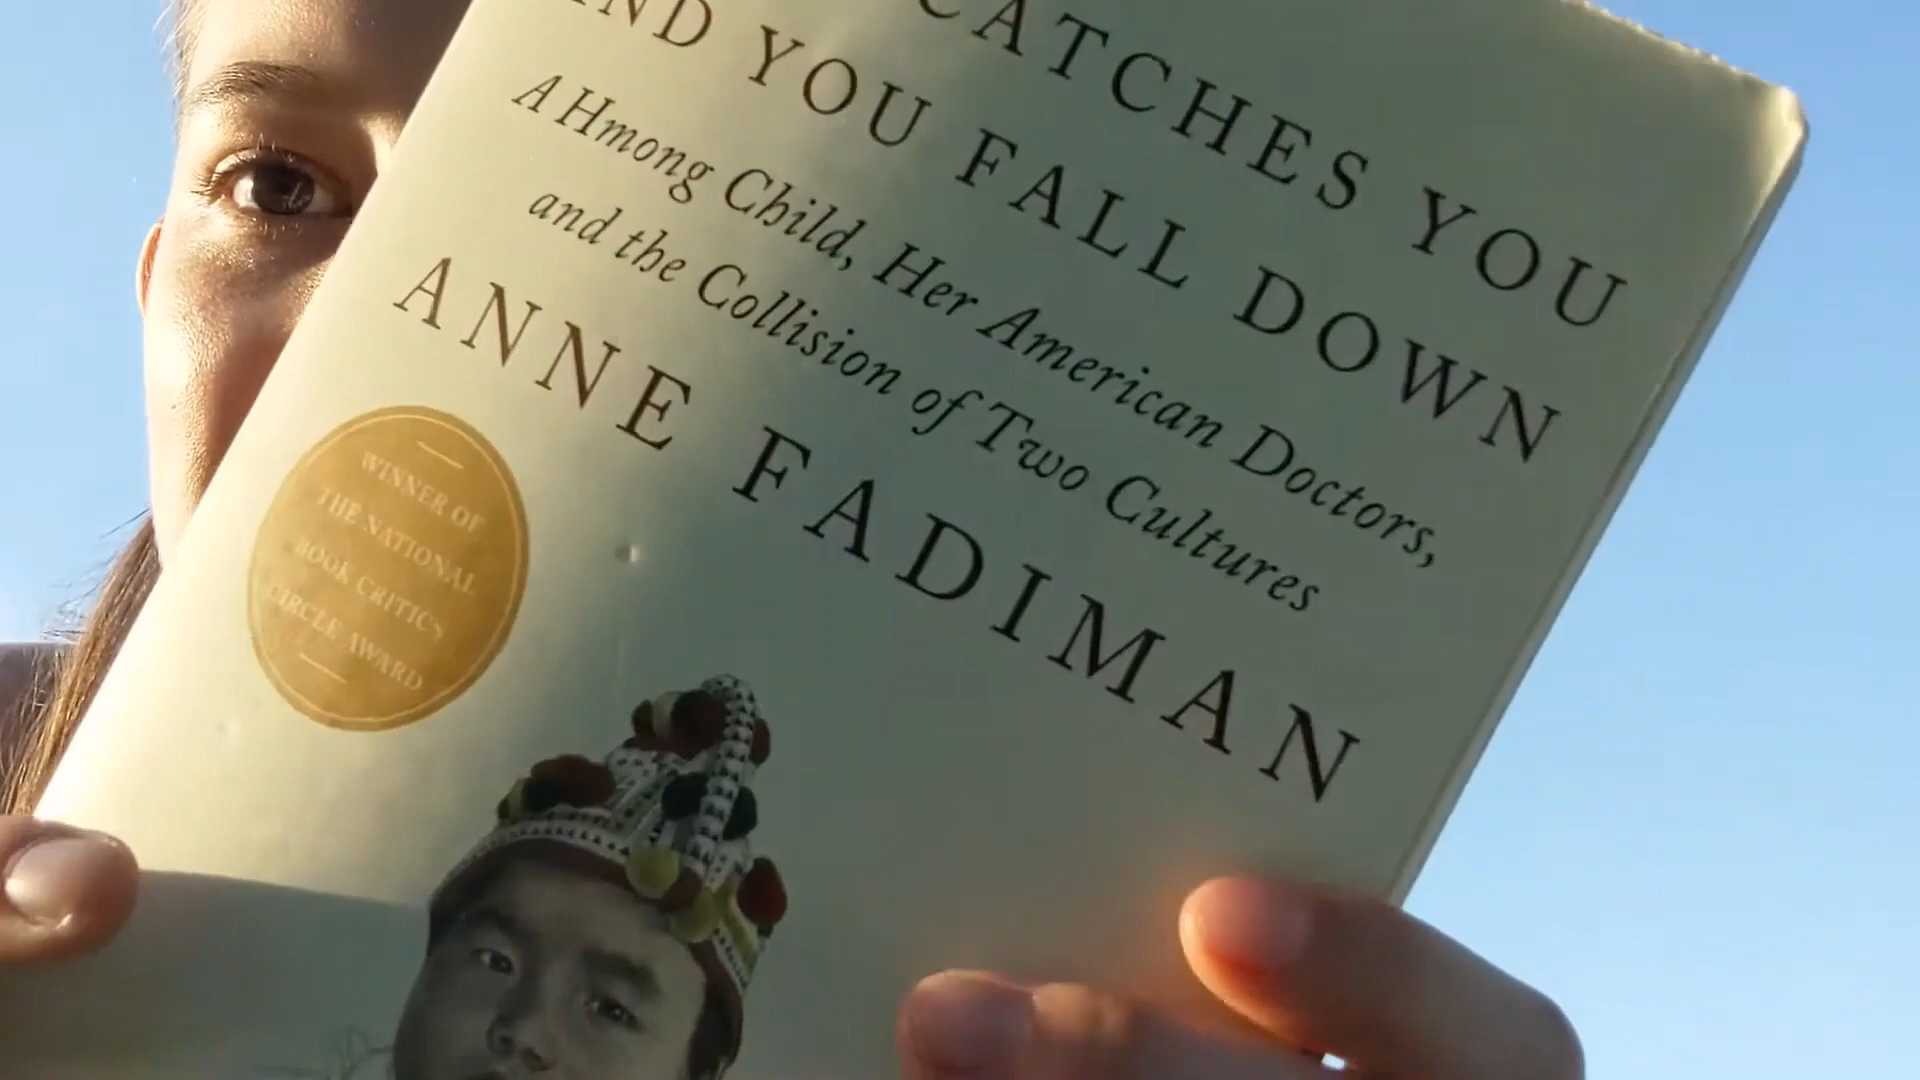 CATCHES YOU
AND YOU FALL DOWN
A Hmong Child, Her American Doctors,
and the Collision of Two Cultures
ANNE FADIMAN
WINNER OF
THE NATIONAL
BOOK CRITICS
CIRCLE AWARD